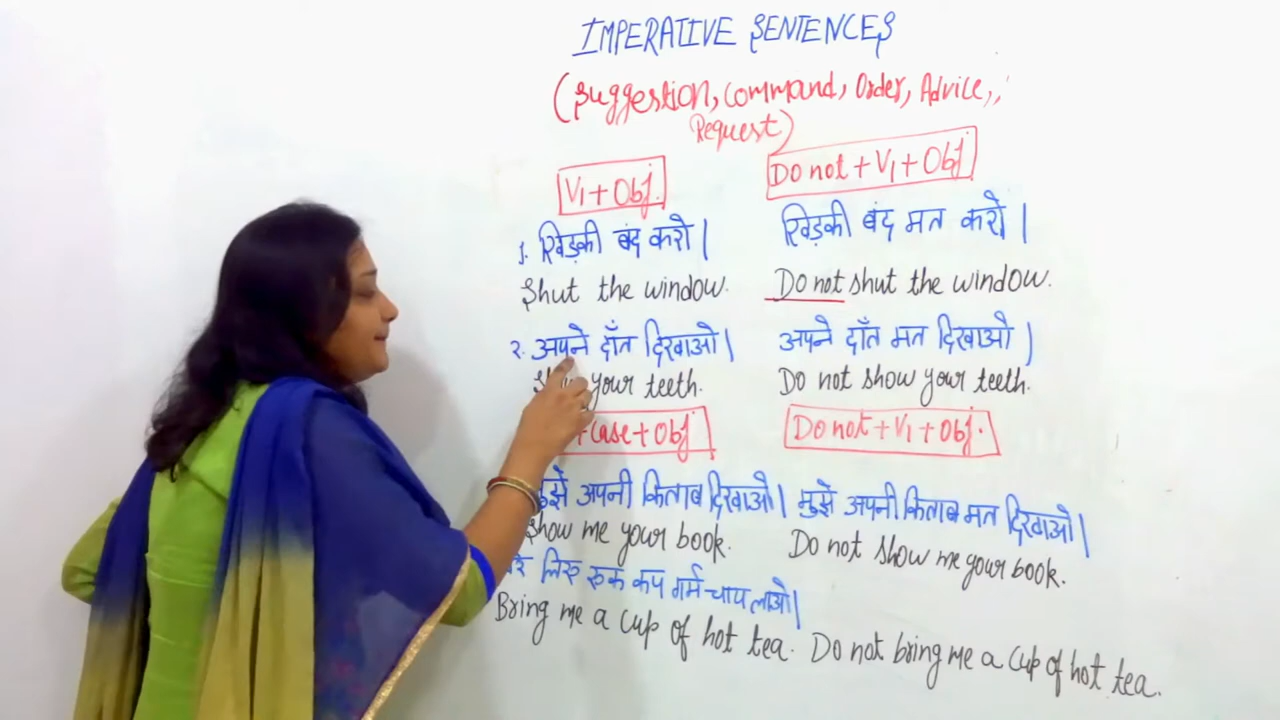 IMPERATIVE SENTENCES
(Suggestion, Command, Order, Advice,,
Request)
V1 + Obj.
Do not + V1 + Obj.
1. खिड़की बंद करो |
खिड़की बंद मत करो |
Shut the window.
Do not shut the window.
२. अपने दाँत दिखाओ |
अपने दाँत मत दिखाओ |
your teeth.
Do not show your teeth.
+ Case + Obj
Do not + V1 + Obj.
अपनी किताब दिखाओ |
मुझे अपनी किताब मत दिखाओ |
Show me your book.
Do not show me your book.
लिए एक कप गर्म चाय लाओ |
Bring me a cup of hot tea.
Do not bring me a cup of hot tea.